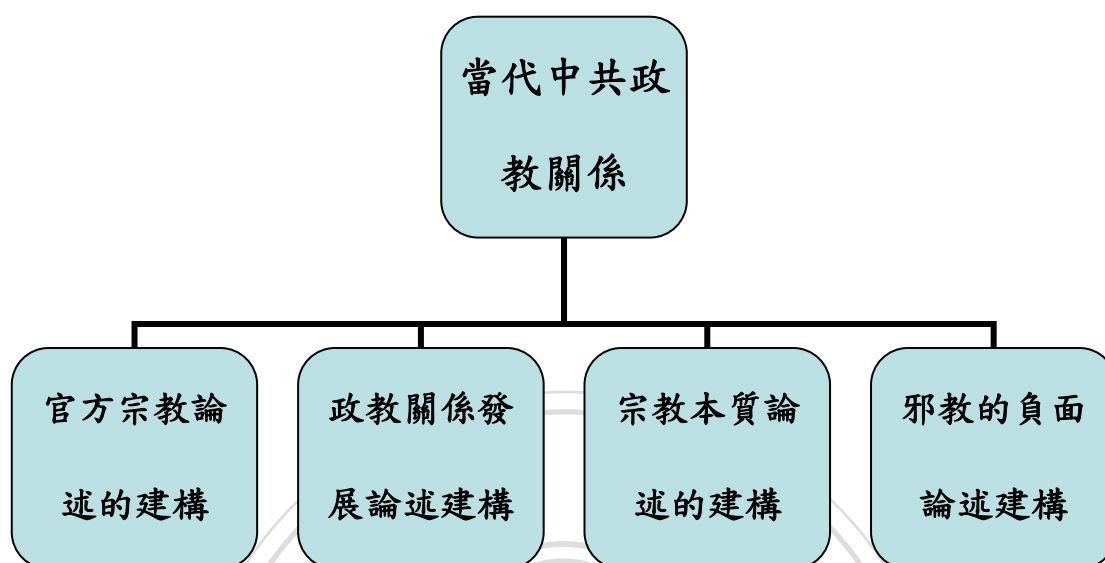 當代中共政
教關係
官方宗教論
述的建構
政教關係發
展論述建構
宗教本質論
述的建構
邪教的負面
論述建構